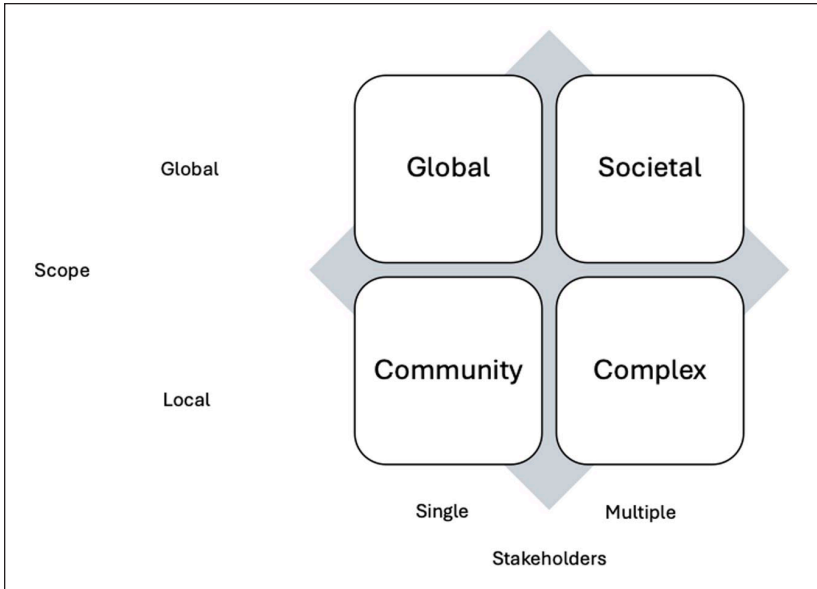 Global Societal
Global
Scope
Community Complex
Local
Single Multiple
Stakeholders